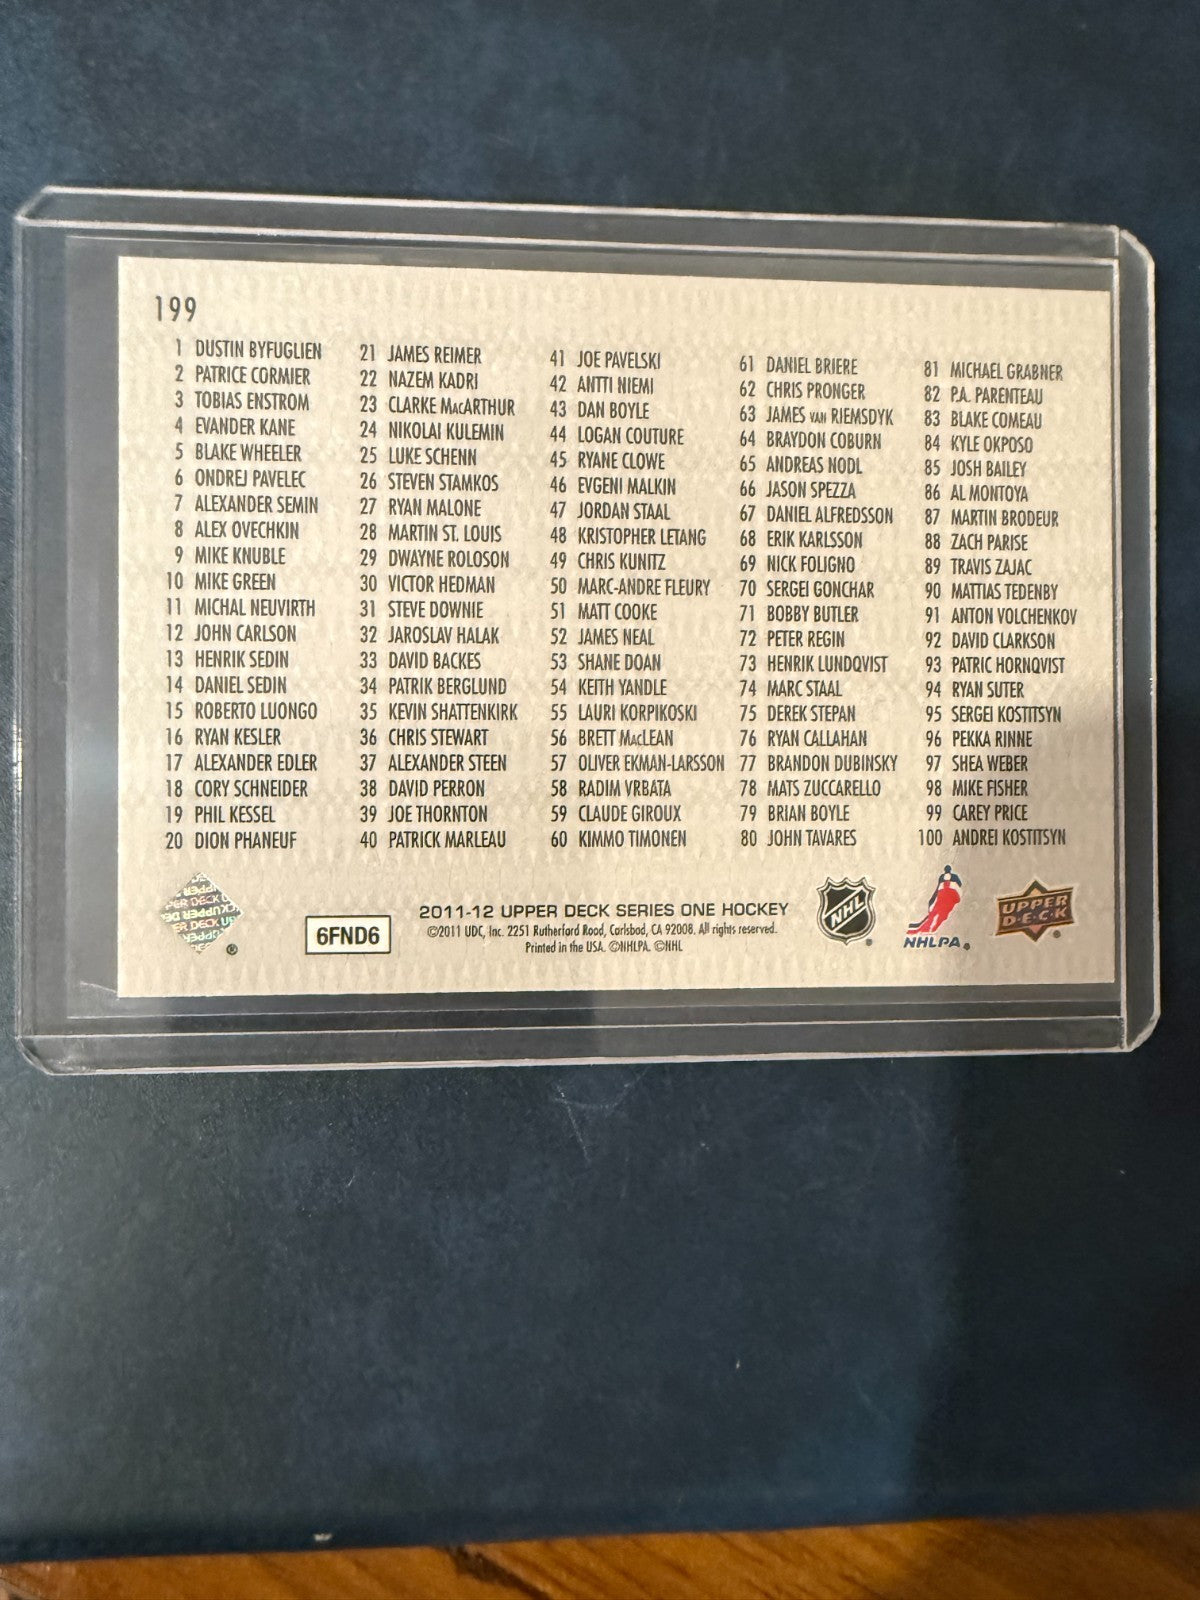 199
1 DUSTIN BYFUGLIEN
2 PATRICE CORMIER
3 TOBIAS ENSTROM
4 EVANDER KANE
5 BLAKE WHEELER
6 ONDREJ PAVELEC
7 ALEXANDER SEMIN
8 ALEX OVECHKIN
9 MIKE KNUBLE
10 MIKE GREEN
11 MICHAL NEUVIRTH
12 JOHN CARLSON
13 HENRIK SEDIN
14 DANIEL SEDIN
15 ROBERTO LUONGO
16 RYAN KESLER
17 ALEXANDER EDLER
18 CORY SCHNEIDER
19 PHIL KESSEL
20 DION PHANEUF
21 JAMES REIMER
22 NAZEM KADRI
23 CLARKE MacARTHUR
24 NIKOLAI KULEMIN
25 LUKE SCHENN
26 STEVEN STAMKOS
27 RYAN MALONE
28 MARTIN ST. LOUIS
29 DWAYNE ROLOSON
30 VICTOR HEDMAN
31 STEVE DOWNIE
32 JAROSLAV HALAK
33 DAVID BACKES
34 PATRIK BERGLUND
35 KEVIN SHATTENKIRK
36 CHRIS STEWART
37 ALEXANDER STEEN
38 DAVID PERRON
39 JOE THORNTON
40 PATRICK MARLEAU
41 JOE PAVELSKI
42 ANTTI NIEMI
43 DAN BOYLE
44 LOGAN COUTURE
45 RYANE CLOWE
46 EVGENI MALKIN
47 JORDAN STAAL
48 KRISTOPHER LETANG
49 CHRIS KUNITZ
50 MARC-ANDRE FLEURY
51 MATT COOKE
52 JAMES NEAL
53 SHANE DOAN
54 KEITH YANDLE
55 LAURI KORPIKOSKI
56 BRETT MacLEAN
57 OLIVER EKMAN-LARSSON
58 RADIM VRBATA
59 CLAUDE GIROUX
60 KIMMO TIMONEN
61 DANIEL BRIERE
62 CHRIS PRONGER
63 JAMES van RIEMSDYK
64 BRAYDON COBURN
65 ANDREAS NODL
66 JASON SPEZZA
67 DANIEL ALFREDSSON
68 ERIK KARLSSON
69 NICK FOLIGNO
70 SERGEI GONCHAR
71 BOBBY BUTLER
72 PETER REGIN
73 HENRIK LUNDQVIST
74 MARC STAAL
75 DEREK STEPAN
76 RYAN CALLAHAN
77 BRANDON DUBINSKY
78 MATS ZUCCARELLO
79 BRIAN BOYLE
80 JOHN TAVARES
81 MICHAEL GRABNER
82 P.A. PARENTEAU
83 BLAKE COMEAU
84 KYLE OKPOSO
85 JOSH BAILEY
86 AL MONTOYA
87 MARTIN BRODEUR
88 ZACH PARISE
89 TRAVIS ZAJAC
90 MATTIAS TEDENBY
91 ANTON VOLCHENKOV
92 DAVID CLARKSON
93 PATRIC HORNQVIST
94 RYAN SUTER
95 SERGEI KOSTITSYN
96 PEKKA RINNE
97 SHEA WEBER
98 MIKE FISHER
99 CAREY PRICE
100 ANDREI KOSTITSYN
6FND6
2011-12 UPPER DECK SERIES ONE HOCKEY
©2011 UDC, Inc. 2251 Rutherford Road, Carlsbad, CA 92008. All rights reserved.
Printed in the USA. ©NHLPA. ©NHL
NHL
NHLPA
UPPER
D·E·C·K